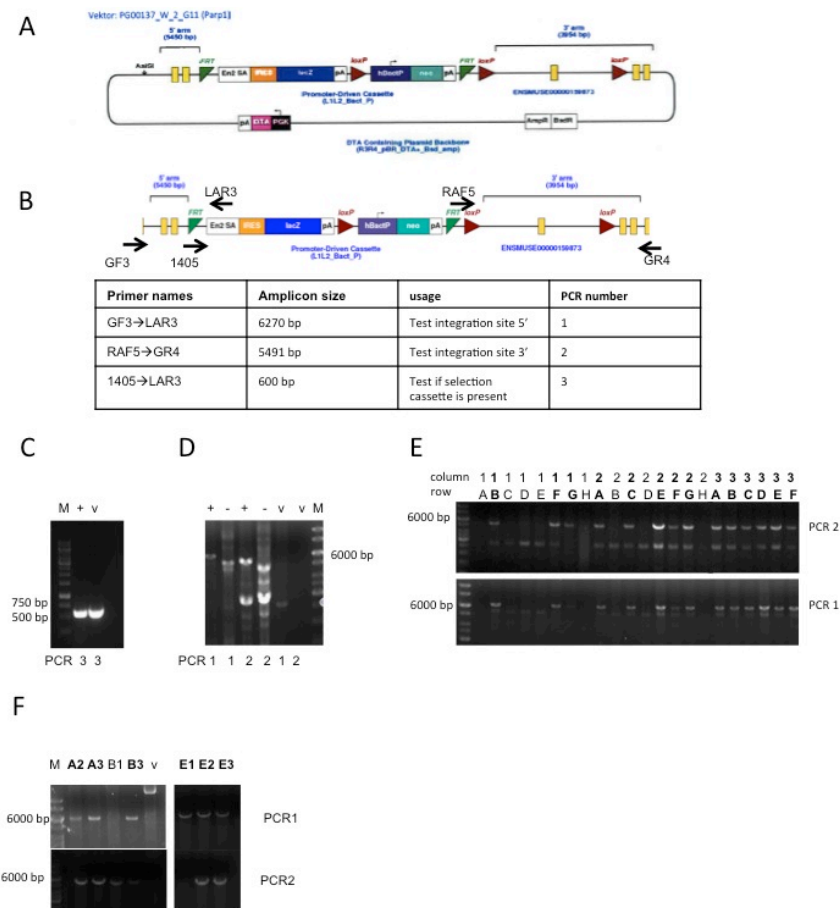 A
Vektor: PG00137_W_2_G11 (Parp1)
5' arm
(5450 bp)
3' arm
(3954 bp)
AsiSI
FRT
En2 SA
IRES
lacZ
pA
loxP
hBactP
neo
pA
FRT
loxP
loxP
Promoter-Driven Cassette
(L1L2_Bact_P)
ENSMUSE00000159873
pA
DTA
PGK
AmpR
BsdR
DTA Containing Plasmid Backbone
(R3R4_pBR_DTA+_Bsd_amp)
B
5' arm
(5450 bp)
3' arm
(3954 bp)
LAR3
RAF5
FRT
En2 SA
IRES
lacZ
pA
loxP
hBactP
neo
pA
FRT
loxP
loxP
Promoter-Driven Cassette
(L1L2_Bact_P)
ENSMUSE00000159873
GF3
1405
GR4
Primer names Amplicon size usage PCR number
GF3→LAR3 6270 bp Test integration site 5' 1
RAF5→GR4 5491 bp Test integration site 3' 2
1405→LAR3 600 bp Test if selection cassette is present 3
C
M + v
750 bp
500 bp
PCR 3 3
D
+ - + - v v M
6000 bp
PCR 1 1 2 2 1 2
E
column 1 1 1 1 1 1 1 1 2 2 2 2 2 2 2 2 3 3 3 3 3 3
row A B C D E F G H A B C D E F G H A B C D E F
6000 bp
PCR 2
6000 bp
PCR 1
F
M A2 A3 B1 B3 v E1 E2 E3
6000 bp
PCR1
6000 bp
PCR2